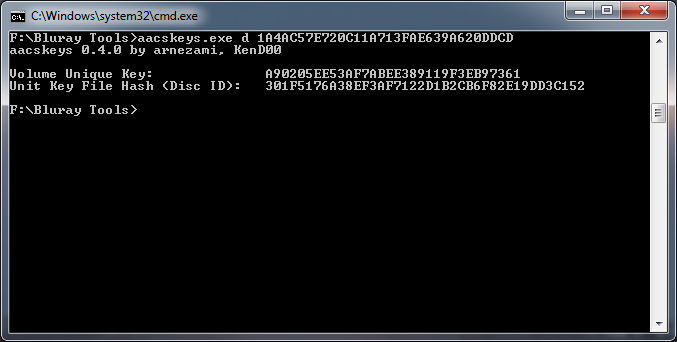 C:\Windows\system32\cmd.exe
F:\Bluray Tools>aacskeys.exe d 1A4AC57E720C11A713FAE639A620DDCD
aacskeys 0.4.0 by arnezami, KenD00
Volume Unique Key: A90205EE53AF7ABEE389119F3EB97361
Unit Key File Hash (Disc ID): 301F5176A38EF3AF7122D1B2CB6F82E19DD3C152
F:\Bluray Tools>